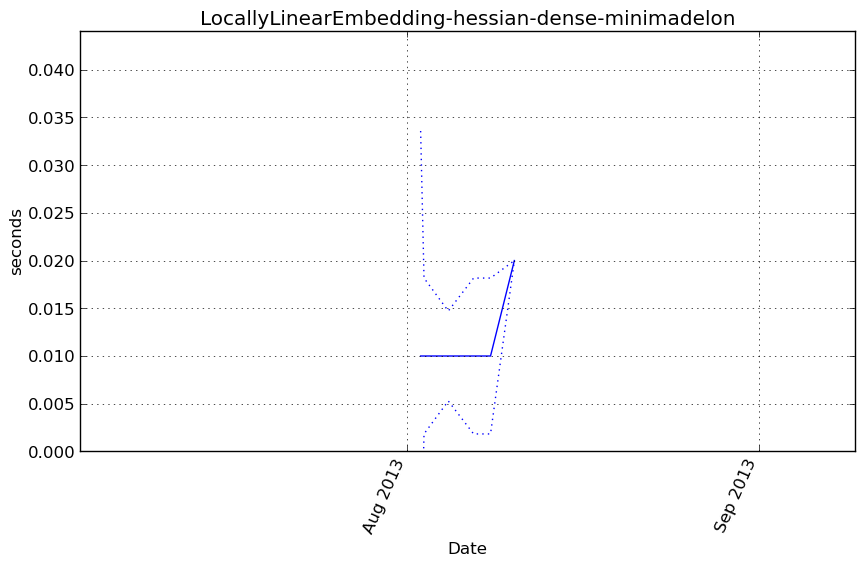 LocallyLinearEmbedding-hessian-dense-minimadelon
0.040
0.035
0.030
0.025
0.020
0.015
0.010
0.005
0.000
seconds
Aug 2013
Sep 2013
Date